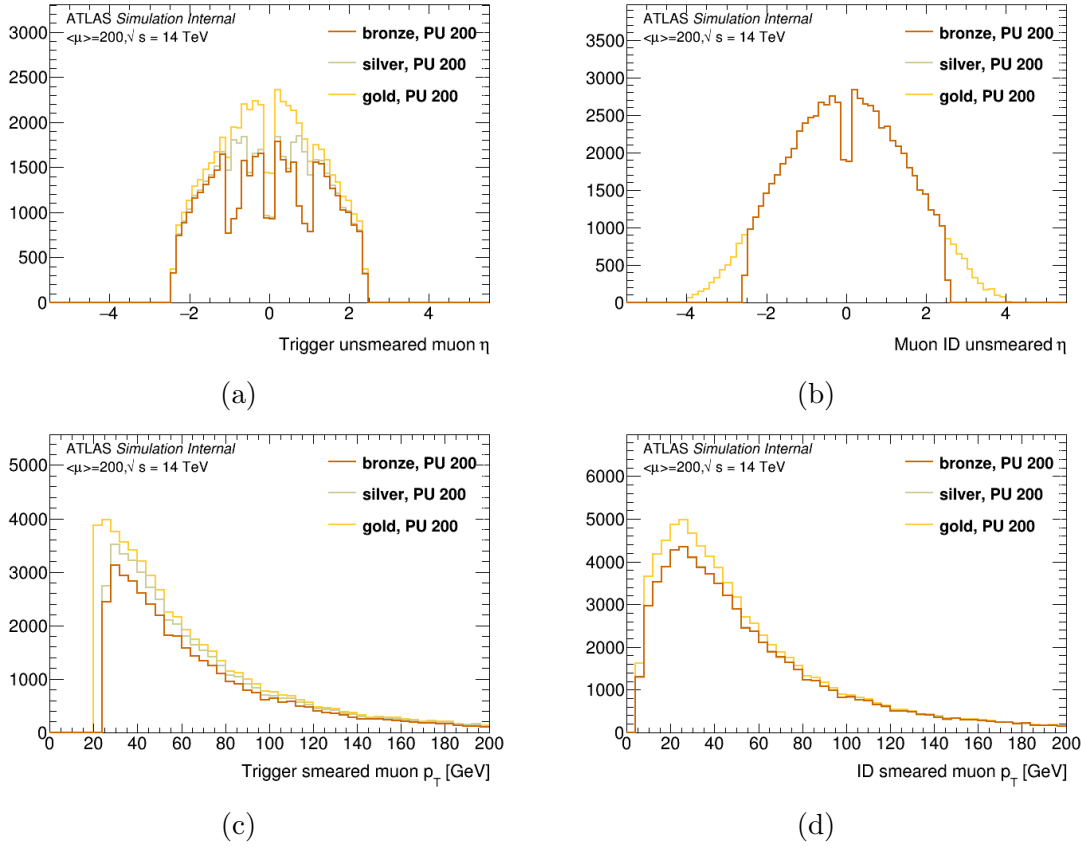 ATLAS Simulation Internal
<μ>=200,√ s = 14 TeV
bronze, PU 200
silver, PU 200
gold, PU 200
3000
2500
2000
1500
1000
500
0
−4 −2 0 2 4
Trigger unsmeared muon η
(a)
ATLAS Simulation Internal
<μ>=200,√ s = 14 TeV
bronze, PU 200
silver, PU 200
gold, PU 200
3500
3000
2500
2000
1500
1000
500
0
−4 −2 0 2 4
Muon ID unsmeared η
(b)
ATLAS Simulation Internal
<μ>=200,√ s = 14 TeV
bronze, PU 200
silver, PU 200
gold, PU 200
5000
4000
3000
2000
1000
0
0 20 40 60 80 100 120 140 160 180 200
Trigger smeared muon p_T [GeV]
(c)
ATLAS Simulation Internal
<μ>=200,√ s = 14 TeV
bronze, PU 200
silver, PU 200
gold, PU 200
6000
5000
4000
3000
2000
1000
0
0 20 40 60 80 100 120 140 160 180 200
ID smeared muon p_T [GeV]
(d)